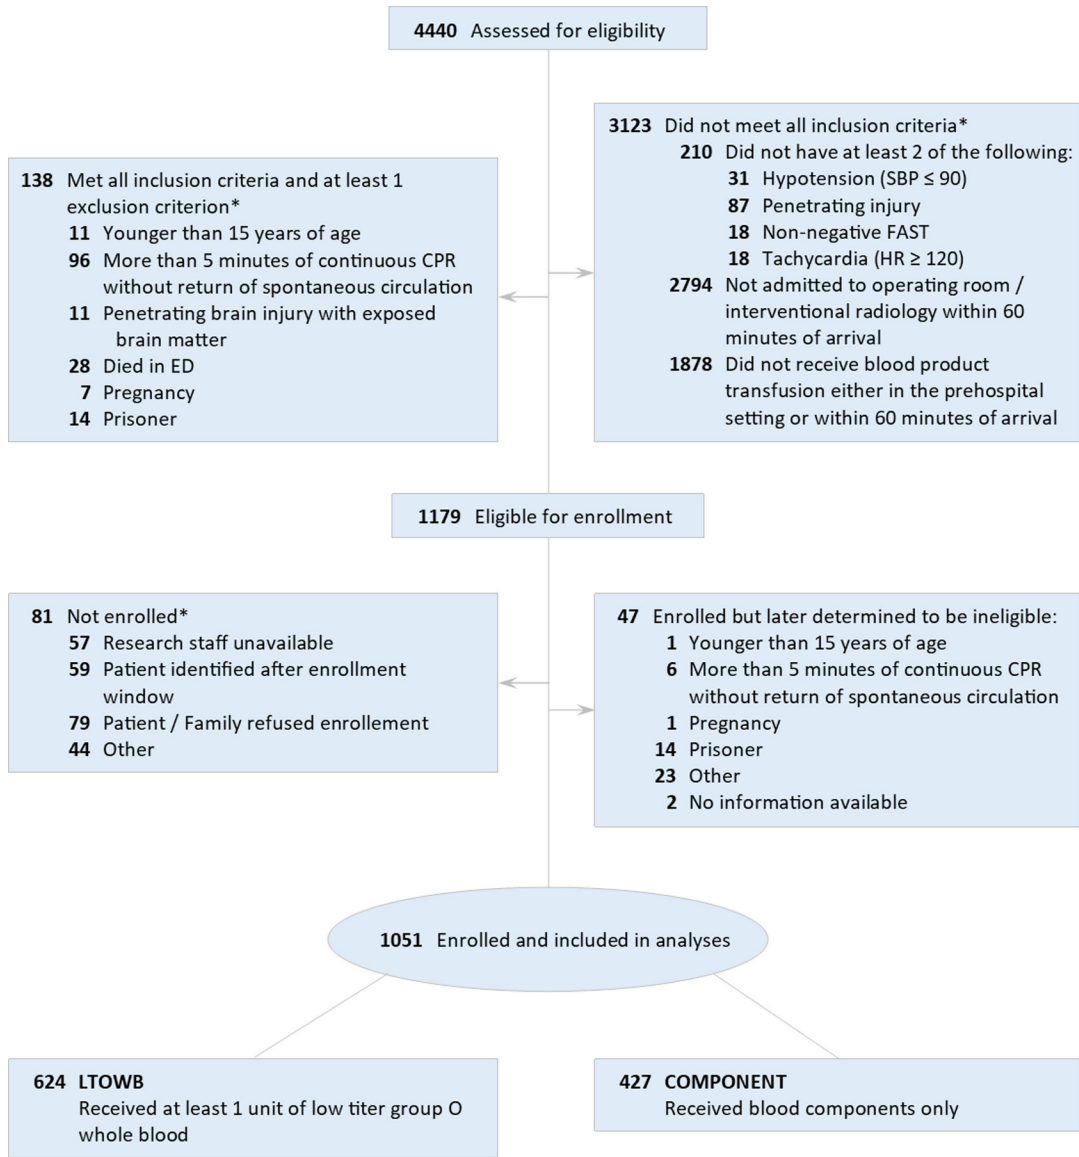 4440 Assessed for eligibility
3123 Did not meet all inclusion criteria*
210 Did not have at least 2 of the following:
31 Hypotension (SBP ≤ 90)
87 Penetrating injury
18 Non-negative FAST
18 Tachycardia (HR ≥ 120)
2794 Not admitted to operating room /
interventional radiology within 60
minutes of arrival
1878 Did not receive blood product
transfusion either in the prehospital
setting or within 60 minutes of arrival
138 Met all inclusion criteria and at least 1
exclusion criterion*
11 Younger than 15 years of age
96 More than 5 minutes of continuous CPR
without return of spontaneous circulation
11 Penetrating brain injury with exposed
brain matter
28 Died in ED
7 Pregnancy
14 Prisoner
1179 Eligible for enrollment
81 Not enrolled*
57 Research staff unavailable
59 Patient identified after enrollment
window
79 Patient / Family refused enrollement
44 Other
47 Enrolled but later determined to be ineligible:
1 Younger than 15 years of age
6 More than 5 minutes of continuous CPR
without return of spontaneous circulation
1 Pregnancy
14 Prisoner
23 Other
2 No information available
1051 Enrolled and included in analyses
624 LTOWB
Received at least 1 unit of low titer group O
whole blood
427 COMPONENT
Received blood components only